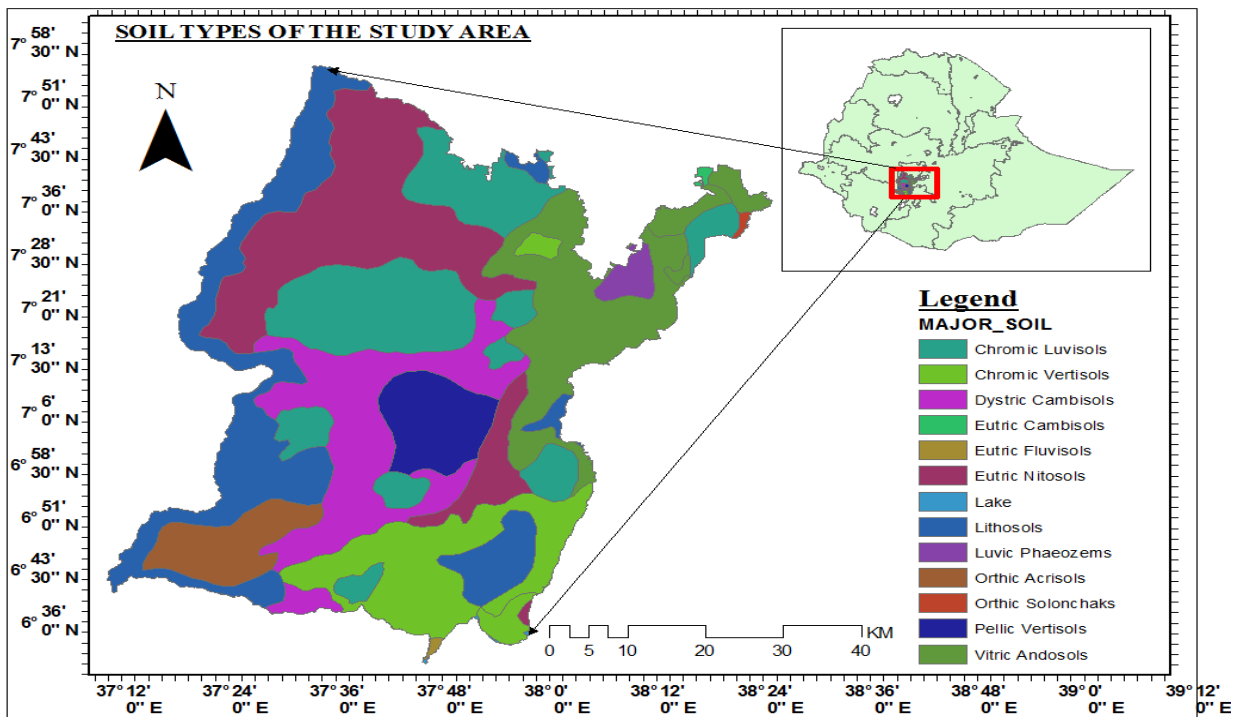 SOIL TYPES OF THE STUDY AREA
N
7° 58'
30" N
7° 51'
0" N
7° 43'
30" N
7° 36'
0" N
7° 28'
30" N
7° 21'
0" N
7° 13'
30" N
7° 6'
0" N
6° 58'
30" N
6° 51'
0" N
6° 43'
30" N
6° 36'
0" N
Legend
MAJOR_SOIL
Chromic Luvisols
Chromic Vertisols
Dystric Cambisols
Eutric Cambisols
Eutric Fluvisols
Eutric Nitosols
Lake
Lithosols
Luvic Phaeozems
Orthic Acrisols
Orthic Solonchaks
Pellic Vertisols
Vitric Andosols
KM
0 5 10 20 30 40
37° 12' 37° 24' 37° 36' 37° 48' 38° 0' 38° 12' 38° 24' 38° 36' 38° 48' 39° 0' 39° 12'
0" E 0" E 0" E 0" E 0" E 0" E 0" E 0" E 0" E 0" E 0" E